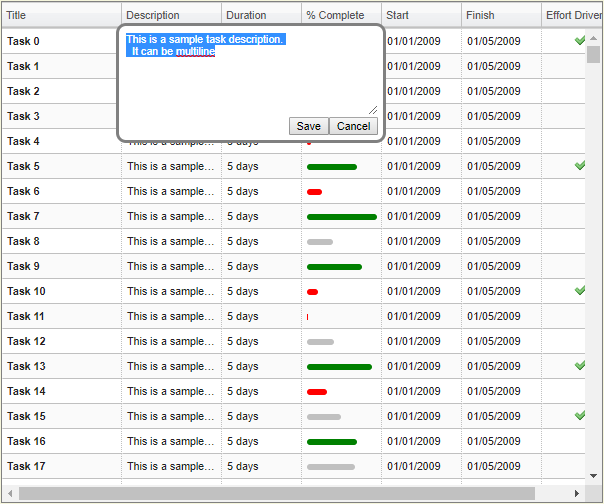 Title Description Duration % Complete Start Finish Effort Driven
Task 0 01/01/2009 01/05/2009
This is a sample task description.
It can be multiline
Task 1 01/01/2009 01/05/2009
Task 2 01/01/2009 01/05/2009
Task 3 01/01/2009 01/05/2009
Save Cancel
Task 4 This is a sample... 5 days 01/01/2009 01/05/2009
Task 5 This is a sample... 5 days 01/01/2009 01/05/2009
Task 6 This is a sample... 5 days 01/01/2009 01/05/2009
Task 7 This is a sample... 5 days 01/01/2009 01/05/2009
Task 8 This is a sample... 5 days 01/01/2009 01/05/2009
Task 9 This is a sample... 5 days 01/01/2009 01/05/2009
Task 10 This is a sample... 5 days 01/01/2009 01/05/2009
Task 11 This is a sample... 5 days 01/01/2009 01/05/2009
Task 12 This is a sample... 5 days 01/01/2009 01/05/2009
Task 13 This is a sample... 5 days 01/01/2009 01/05/2009
Task 14 This is a sample... 5 days 01/01/2009 01/05/2009
Task 15 This is a sample... 5 days 01/01/2009 01/05/2009
Task 16 This is a sample... 5 days 01/01/2009 01/05/2009
Task 17 This is a sample... 5 days 01/01/2009 01/05/2009